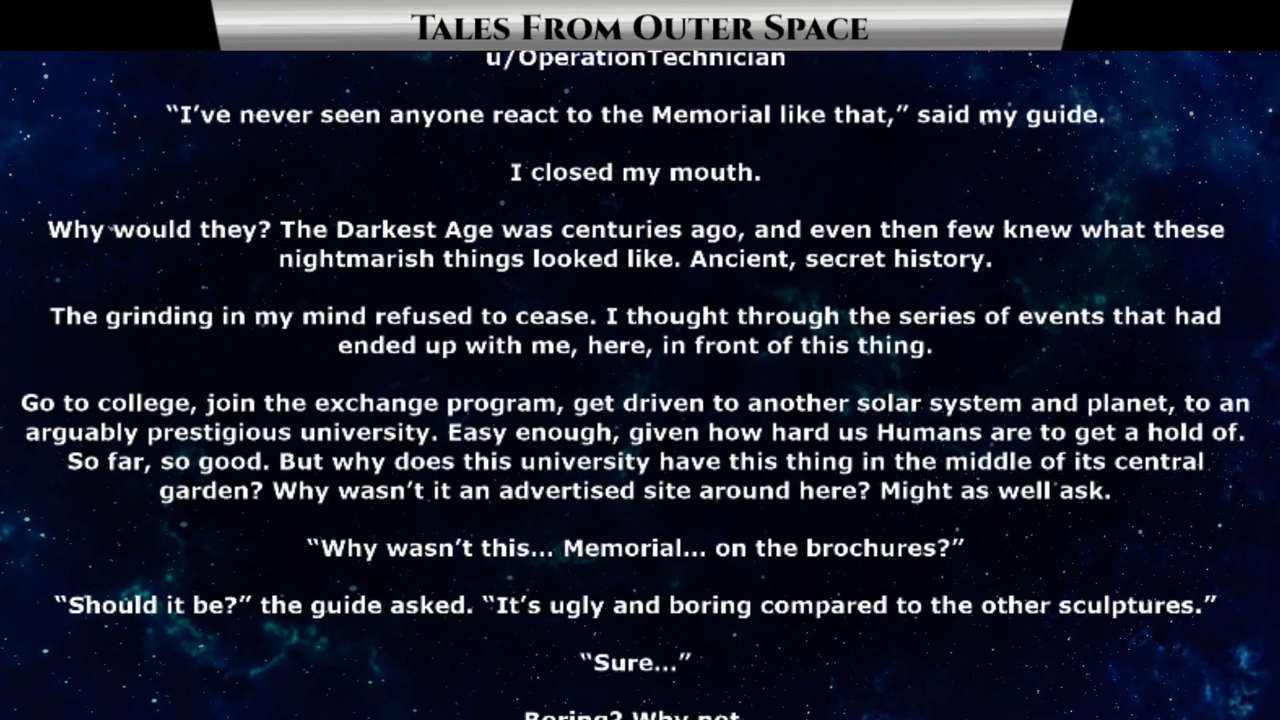 Tales From Outer Space
u/OperationTechnician
“I’ve never seen anyone react to the Memorial like that,” said my guide.
I closed my mouth.
Why would they? The Darkest Age was centuries ago, and even then few knew what these
nightmarish things looked like. Ancient, secret history.
The grinding in my mind refused to cease. I thought through the series of events that had
ended up with me, here, in front of this thing.
Go to college, join the exchange program, get driven to another solar system and planet, to an
arguably prestigious university. Easy enough, given how hard us Humans are to get a hold of.
So far, so good. But why does this university have this thing in the middle of its central
garden? Why wasn’t it an advertised site around here? Might as well ask.
“Why wasn’t this... Memorial... on the brochures?”
“Should it be?” the guide asked. “It’s ugly and boring compared to the other sculptures.”
“Sure...”
Boring? Why not